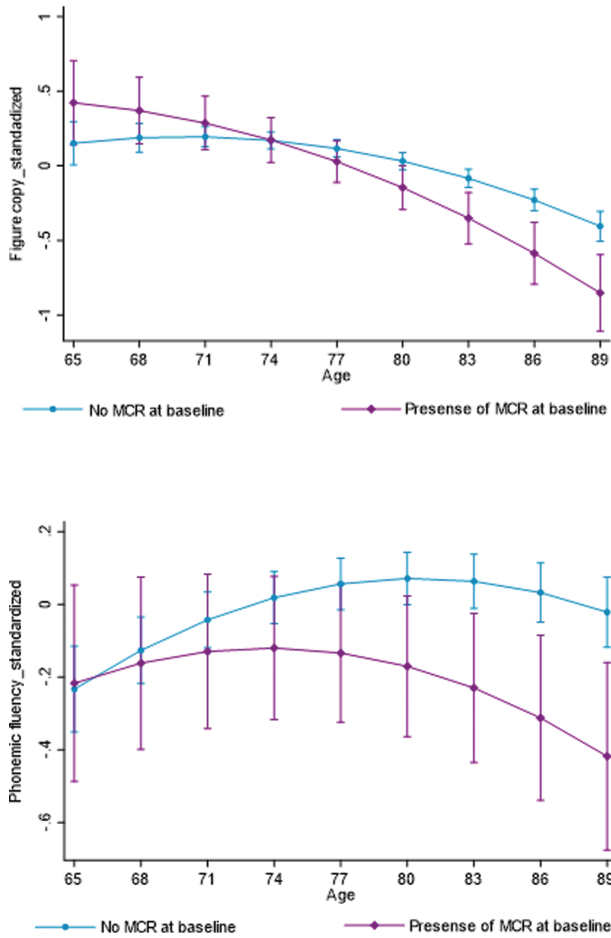 Figure copy_standadized
1
.5
0
-.5
-1
65 68 71 74 77 80 83 86 89
Age
No MCR at baseline Presense of MCR at baseline
Phonemic fluency_standardized
.2
0
-.2
-.4
-.6
65 68 71 74 77 80 83 86 89
Age
No MCR at baseline Presense of MCR at baseline